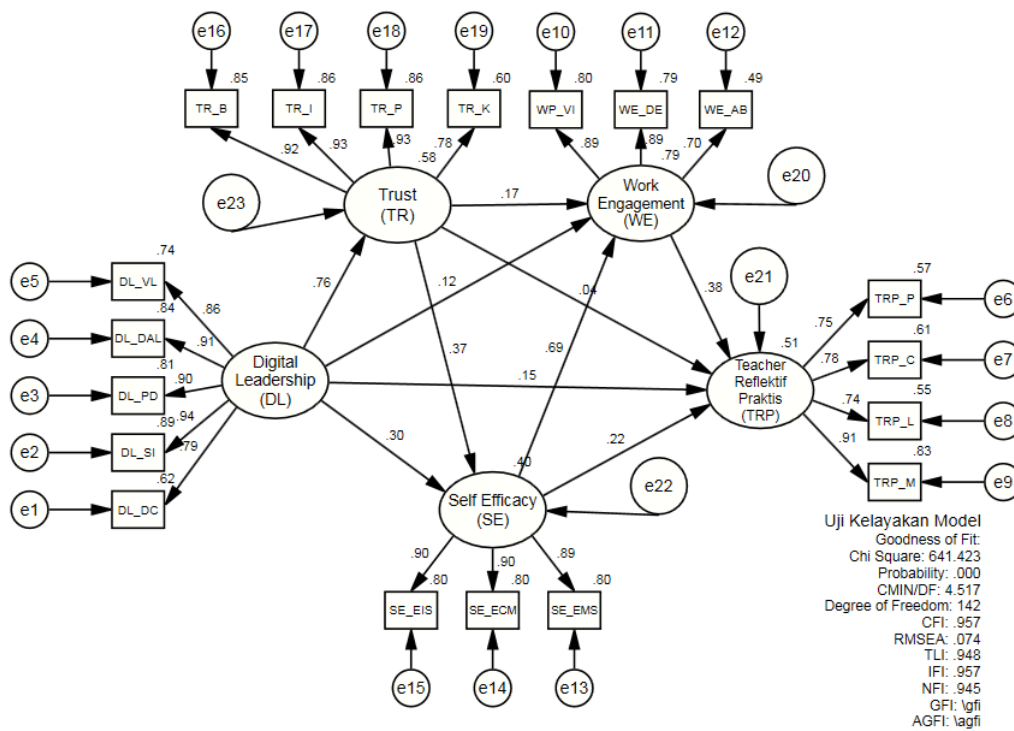 e16
e17
e18
e19
e10
e11
e12
.85
.86
.86
.60
.80
.79
.49
TR_B
TR_I
TR_P
TR_K
WP_VI
WE_DE
WE_AB
.92
.93
.93
.78
.89
.89
.70
.58
.79
e23
Trust
(TR)
.17
Work
Engagement
(WE)
e20
e5
DL_VL
.74
.86
e4
DL_DAL
.84
.91
e3
DL_PD
.81
.90
e2
DL_SI
.89
.94
e1
DL_DC
.62
.79
Digital
Leadership
(DL)
.76
.12
.04
.38
e21
.37
.69
.15
.30
.22
.51
Teacher
Reflektif
Praktis
(TRP)
.75
.57
TRP_P
e6
.78
.61
TRP_C
e7
.74
.55
TRP_L
e8
.91
.83
TRP_M
e9
.40
Self Efficacy
(SE)
e22
.90
.90
.89
.80
.80
.80
SE_EIS
SE_ECM
SE_EMS
e15
e14
e13
Uji Kelayakan Model
Goodness of Fit:
Chi Square: 641.423
Probability: .000
CMIN/DF: 4.517
Degree of Freedom: 142
CFI: .957
RMSEA: .074
TLI: .948
IFI: .957
NFI: .945
GFI: \gfi
AGFI: \agfi